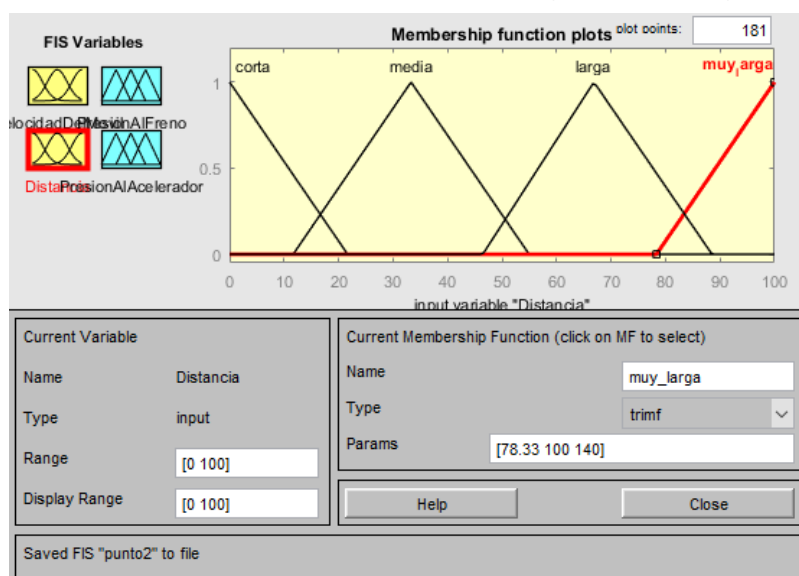 FIS Variables
Membership function plots
plot points:
181
corta
media
larga
muy_larga
1
0.5
0
0 10 20 30 40 50 60 70 80 90 100
input variable "Distancia"
Current Variable
Name Distancia
Type input
Range [0 100]
Display Range [0 100]
Current Membership Function (click on MF to select)
Name muy_larga
Type trimf
Params [78.33 100 140]
Help
Close
Saved FIS "punto2" to file